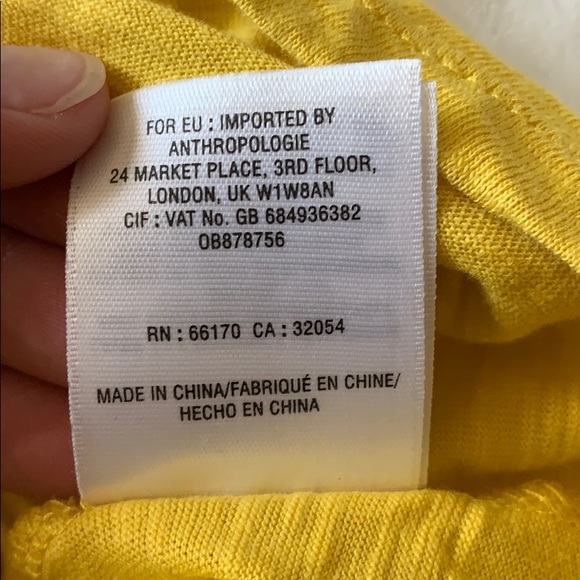 FOR EU : IMPORTED BY
ANTHROPOLOGIE
24 MARKET PLACE, 3RD FLOOR,
LONDON, UK W1W8AN
CIF : VAT No. GB 684936382
OB878756
RN : 66170 CA : 32054
MADE IN CHINA/FABRIQUÉ EN CHINE/
HECHO EN CHINA